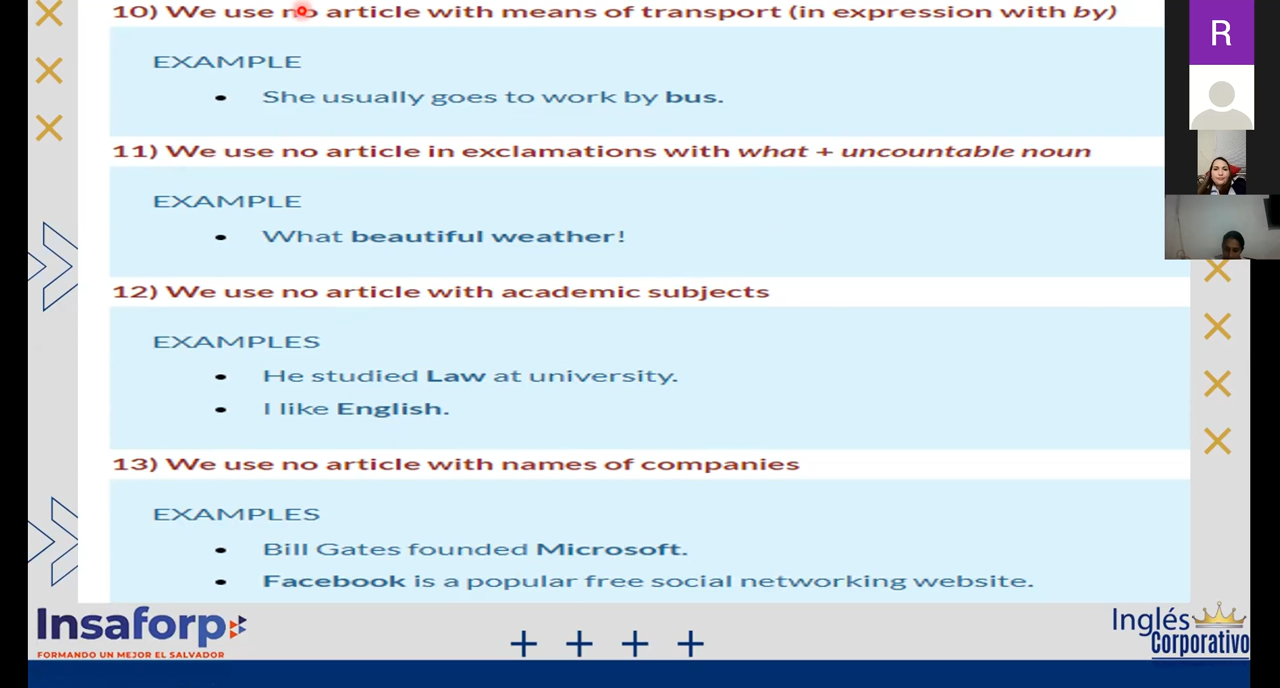 10) We use no article with means of transport (in expression with by)
R
EXAMPLE
• She usually goes to work by bus.
11) We use no article in exclamations with what + uncountable noun
EXAMPLE
• What beautiful weather!
12) We use no article with academic subjects
EXAMPLES
• He studied Law at university.
• I like English.
13) We use no article with names of companies
EXAMPLES
• Bill Gates founded Microsoft.
• Facebook is a popular free social networking website.
Insaforp
FORMANDO UN MEJOR EL SALVADOR
Inglés
Corporativo